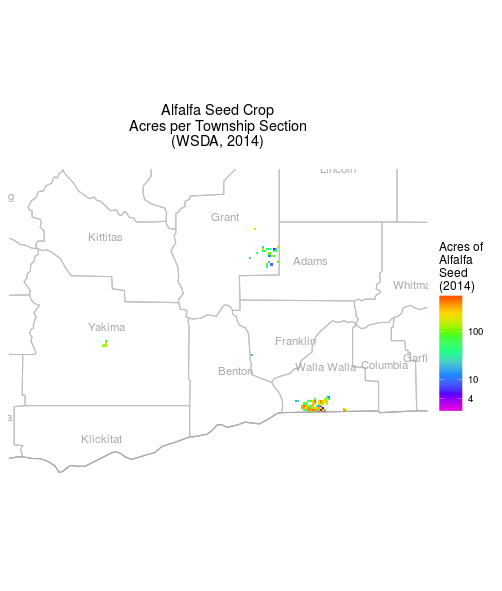 Alfalfa Seed Crop
Acres per Township Section
(WSDA, 2014)
Lincoln
g
Grant
Kittitas
Adams
Acres of
Alfalfa
Seed
(2014)
Whitma
Yakima
100
Franklin
Garfi
Walla Walla
Columbia
Benton
10
4
a
Klickitat